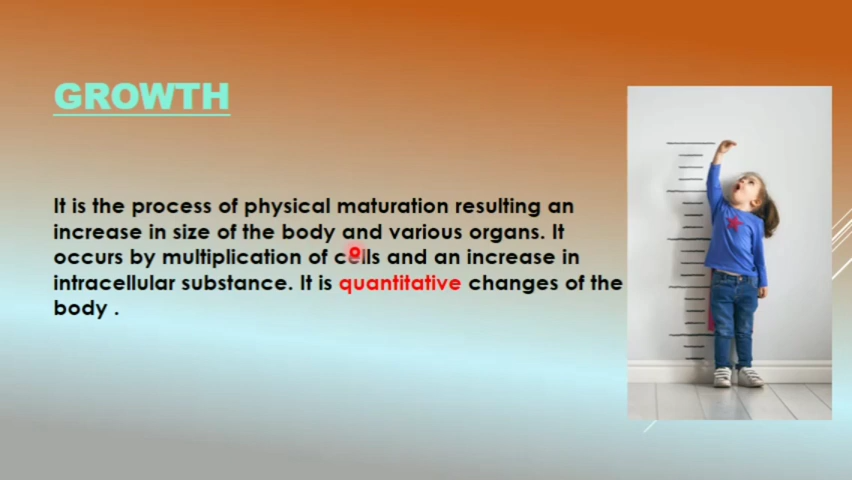 GROWTH
It is the process of physical maturation resulting an
increase in size of the body and various organs. It
occurs by multiplication of cells and an increase in
intracellular substance. It is quantitative changes of the
body .